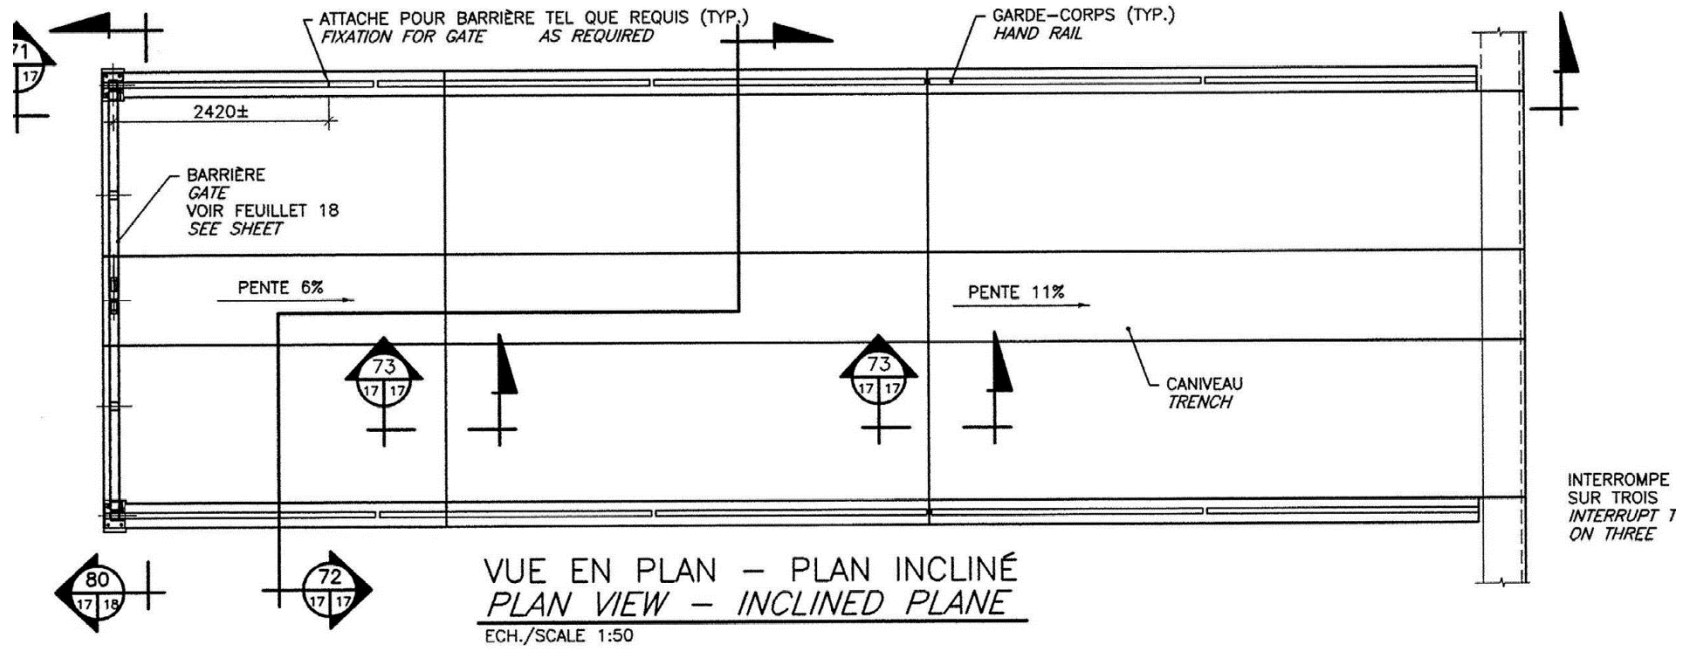 ATTACHE POUR BARRIÈRE TEL QUE REQUIS (TYP.)
FIXATION FOR GATE AS REQUIRED
GARDE-CORPS (TYP.)
HAND RAIL
71
17
2420±
BARRIÈRE
GATE
VOIR FEUILLET 18
SEE SHEET
PENTE 6%
PENTE 11%
73
17 17
73
17 17
CANIVEAU
TRENCH
INTERROMPE
SUR TROIS
INTERRUPT
ON THREE
80
17 18
72
17 17
VUE EN PLAN – PLAN INCLINÉ
PLAN VIEW – INCLINED PLANE
ECH./SCALE 1:50